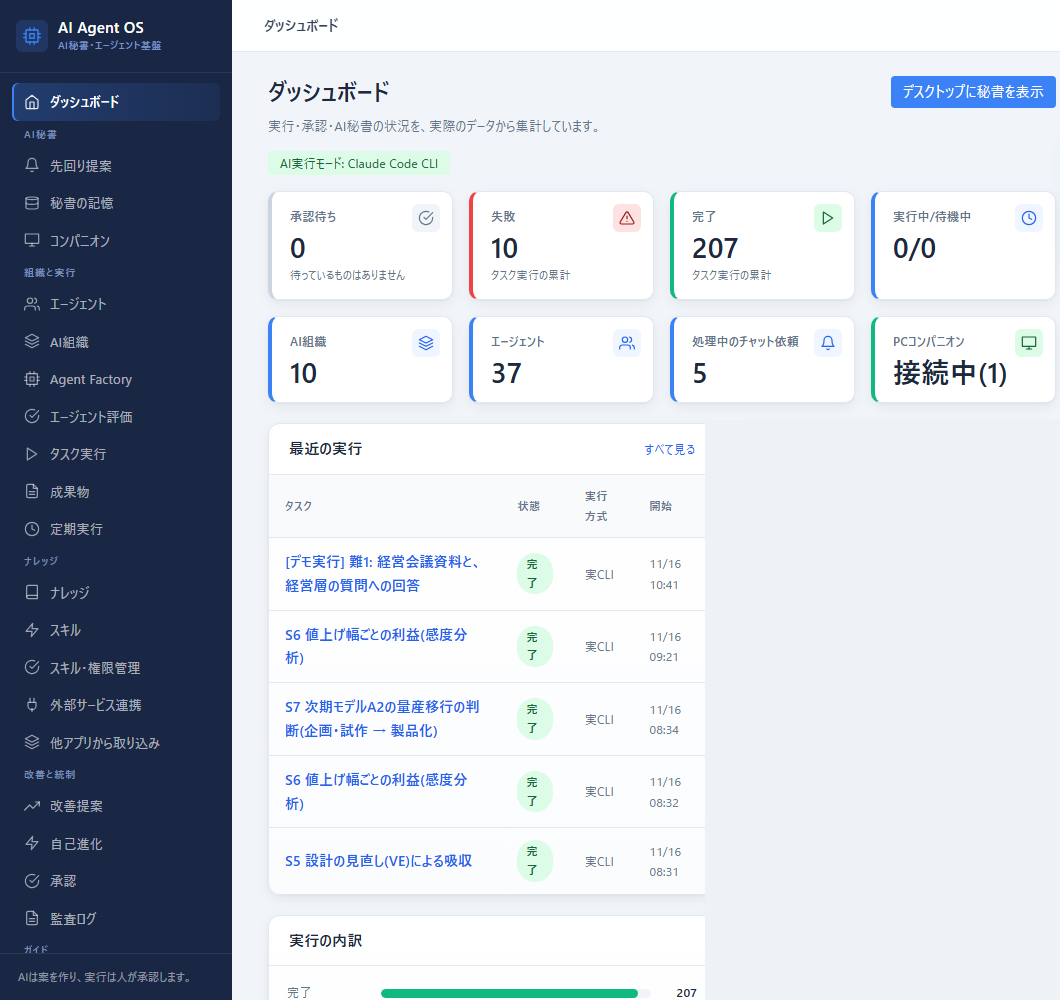 AI Agent OS
AI秘書・エージェント基盤
ダッシュボード
AI秘書
先回り提案
秘書の記憶
コンパニオン
組織と実行
エージェント
AI組織
Agent Factory
エージェント評価
タスク実行
成果物
定期実行
ナレッジ
ナレッジ
スキル
スキル・権限管理
外部サービス連携
他アプリから取り込み
改善と統制
改善提案
自己進化
承認
監査ログ
ガイド
AIは案を作り、実行は人が承認します。
ダッシュボード
ダッシュボード
デスクトップに秘書を表示
実行・承認・AI秘書の状況を、実際のデータから集計しています。
AI実行モード: Claude Code CLI
承認待ち
0
待っているものはありません
失敗
10
タスク実行の累計
完了
207
タスク実行の累計
実行中/待機中
0/0
AI組織
10
エージェント
37
処理中のチャット依頼
5
PCコンパニオン
接続中(1)
最近の実行
すべて見る
タスク
状態
実行
方式
開始
[デモ実行] 難1: 経営会議資料と、
経営層の質問への回答
完
了
実CLI
11/16
10:41
S6 値上げ幅ごとの利益(感度分
析)
完
了
実CLI
11/16
09:21
S7 次期モデルA2の量産移行の判
断(企画・試作 → 製品化)
完
了
実CLI
11/16
08:34
S6 値上げ幅ごとの利益(感度分
析)
完
了
実CLI
11/16
08:32
S5 設計の見直し(VE)による吸収
完
了
実CLI
11/16
08:31
実行の内訳
完了
207